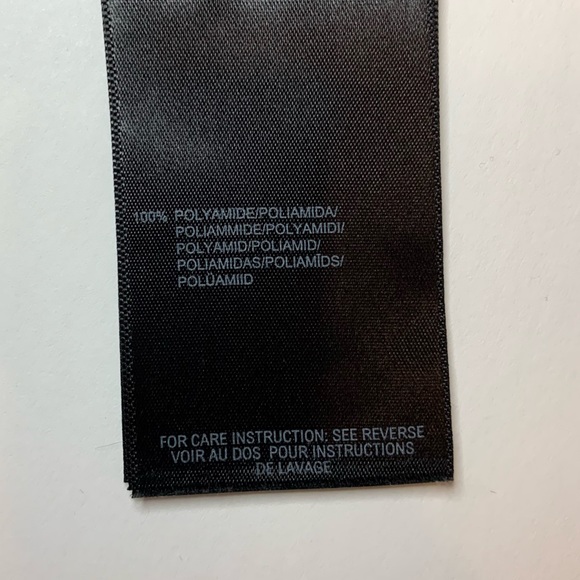 100% POLYAMIDE/POLIAMIDA/
POLIAMMIDE/POLYAMIDI/
POLYAMID/POLIAMID/
POLIAMIDAS/POLIAMĪDS/
POLÜAMIID
FOR CARE INSTRUCTION: SEE REVERSE
VOIR AU DOS POUR INSTRUCTIONS
DE LAVAGE